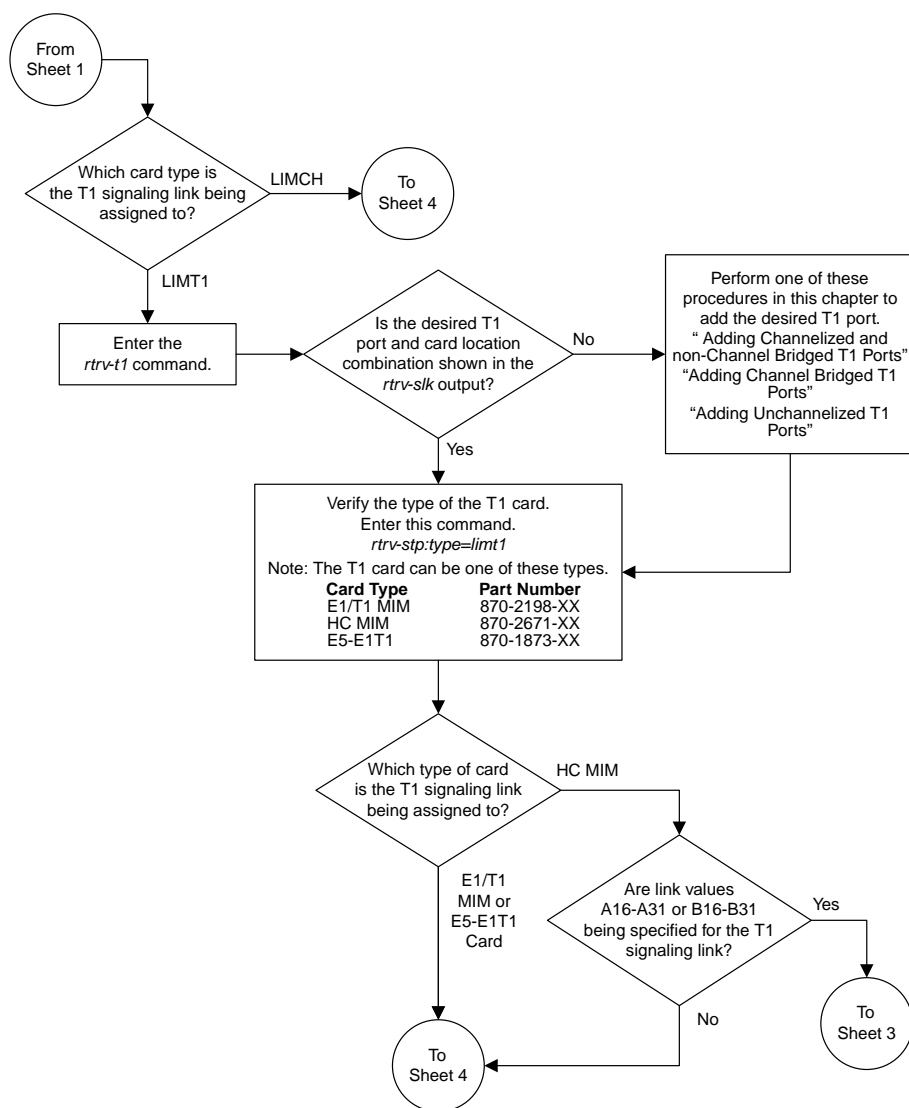 From
Sheet 1
Which card type is
the T1 signaling link being
assigned to?
LIMCH
To
Sheet 4
LIMT1
Enter the
rtrv-t1 command.
Is the desired T1
port and card location
combination shown in the
rtrv-slk output?
No
Perform one of these
procedures in this chapter to
add the desired T1 port.
“ Adding Channelized and
non-Channel Bridged T1 Ports”
“Adding Channel Bridged T1
Ports”
“Adding Unchannelized T1
Ports”
Yes
Verify the type of the T1 card.
Enter this command.
rtrv-stp:type=limt1
Note: The T1 card can be one of these types.
Card Type Part Number
E1/T1 MIM 870-2198-XX
HC MIM 870-2671-XX
E5-E1T1 870-1873-XX
Which type of card
is the T1 signaling link
being assigned to?
HC MIM
E1/T1
MIM or
E5-E1T1
Card
Are link values
A16-A31 or B16-B31
being specified for the T1
signaling link?
Yes
To
Sheet 3
No
To
Sheet 4